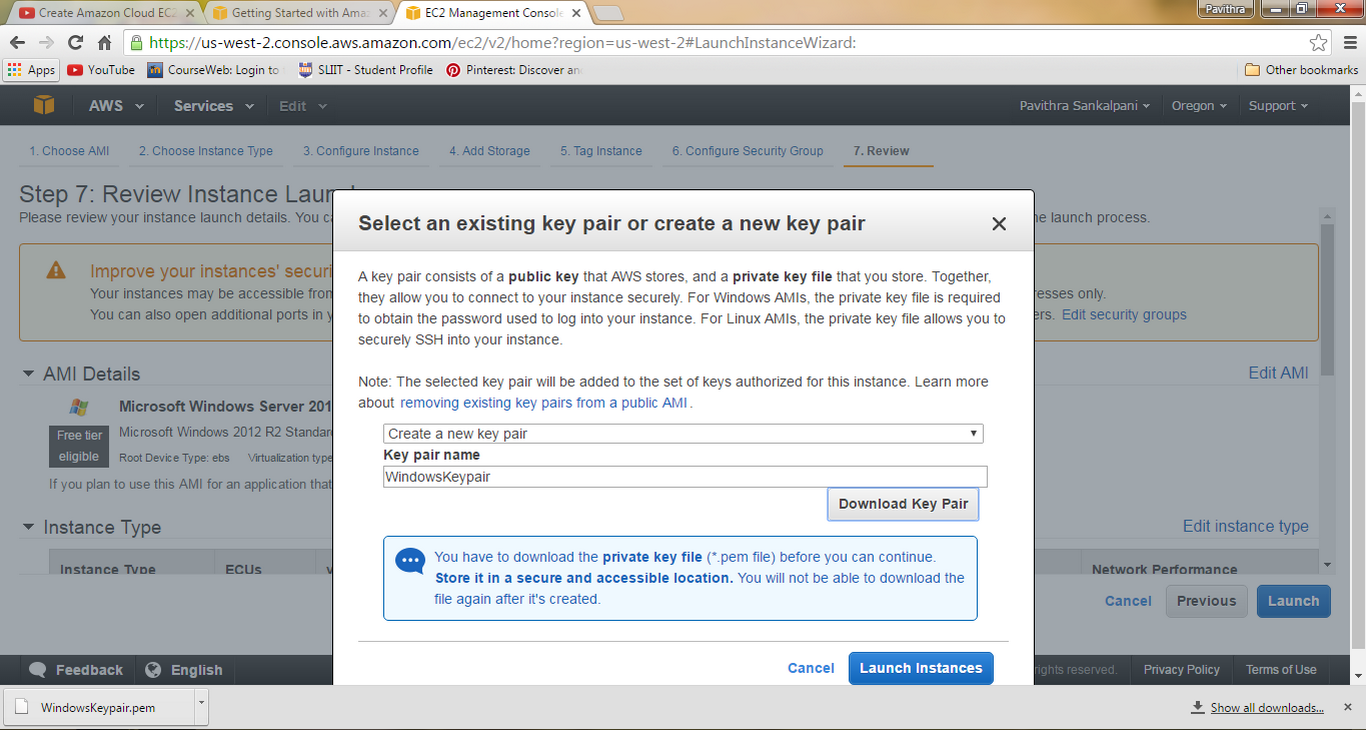 Create Amazon Cloud EC2
Getting Started with Amaz
EC2 Management Console
Pavithra
https://us-west-2.console.aws.amazon.com/ec2/v2/home?region=us-west-2#LaunchInstanceWizard:
Apps
YouTube
CourseWeb: Login to
SLIIT - Student Profile
Pinterest: Discover an
Other bookmarks
AWS
Services
Edit
Pavithra Sankalpani
Oregon
Support
1. Choose AMI
2. Choose Instance Type
3. Configure Instance
4. Add Storage
5. Tag Instance
6. Configure Security Group
7. Review
Step 7: Review Instance Laun
Please review your instance launch details. You c
he launch process.
Improve your instances' securi
Your instances may be accessible from
resses only.
You can also open additional ports in y
ers. Edit security groups
AMI Details
Edit AMI
Microsoft Windows Server 201
Free tier
eligible
Microsoft Windows 2012 R2 Standar
Root Device Type: ebs
Virtualization type
If you plan to use this AMI for an application that
Instance Type
Edit instance type
Instance Type
ECUs
Network Performance
Cancel
Previous
Launch
Select an existing key pair or create a new key pair
A key pair consists of a public key that AWS stores, and a private key file that you store. Together,
they allow you to connect to your instance securely. For Windows AMIs, the private key file is required
to obtain the password used to log into your instance. For Linux AMIs, the private key file allows you to
securely SSH into your instance.
Note: The selected key pair will be added to the set of keys authorized for this instance. Learn more
about removing existing key pairs from a public AMI.
Create a new key pair
Key pair name
WindowsKeypair
Download Key Pair
You have to download the private key file (*.pem file) before you can continue.
Store it in a secure and accessible location. You will not be able to download the
file again after it's created.
Cancel
Launch Instances
Feedback
English
rights reserved.
Privacy Policy
Terms of Use
WindowsKeypair.pem
Show all downloads...